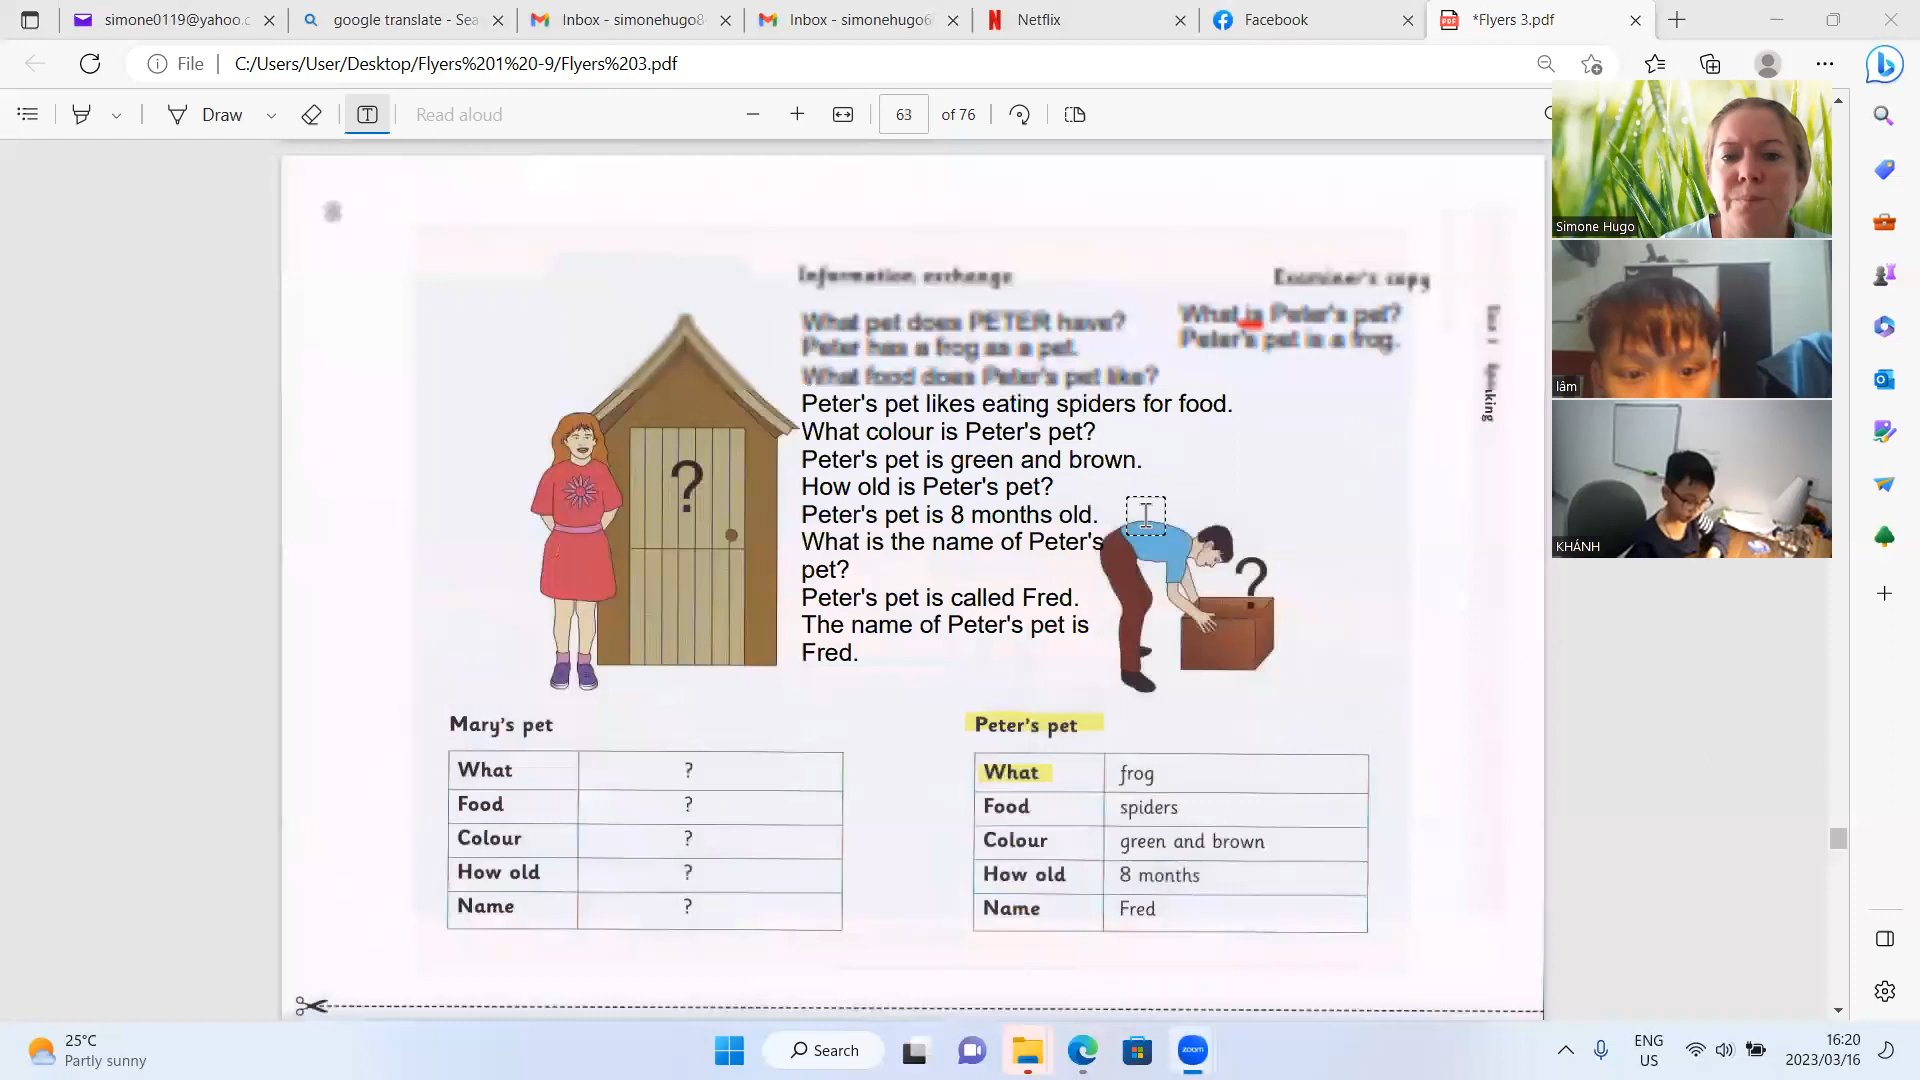 simone0119@yahoo.c
google translate - Sea
Inbox - simonehugo8
Inbox - simonehugo6
Netflix
Facebook
*Flyers 3.pdf
File
C:/Users/User/Desktop/Flyers%201%20-9/Flyers%203.pdf
Draw
Read aloud
63 of 76
Information exchange
Examiner's copy
What pet does PETER have?
Peter has a frog as a pet.
What food does Peter's pet like?
What is Peter's pet?
Peter's pet is a frog.
Peter's pet likes eating spiders for food.
What colour is Peter's pet?
Peter's pet is green and brown.
How old is Peter's pet?
Peter's pet is 8 months old.
What is the name of Peter's
pet?
Peter's pet is called Fred.
The name of Peter's pet is
Fred.
?
?
Mary's pet
What ?
Food ?
Colour ?
How old ?
Name ?
Peter's pet
What frog
Food spiders
Colour green and brown
How old 8 months
Name Fred
Simone Hugo
lâm
KHÁNH
25°C
Partly sunny
Search
zoom
ENG
US
16:20
2023/03/16